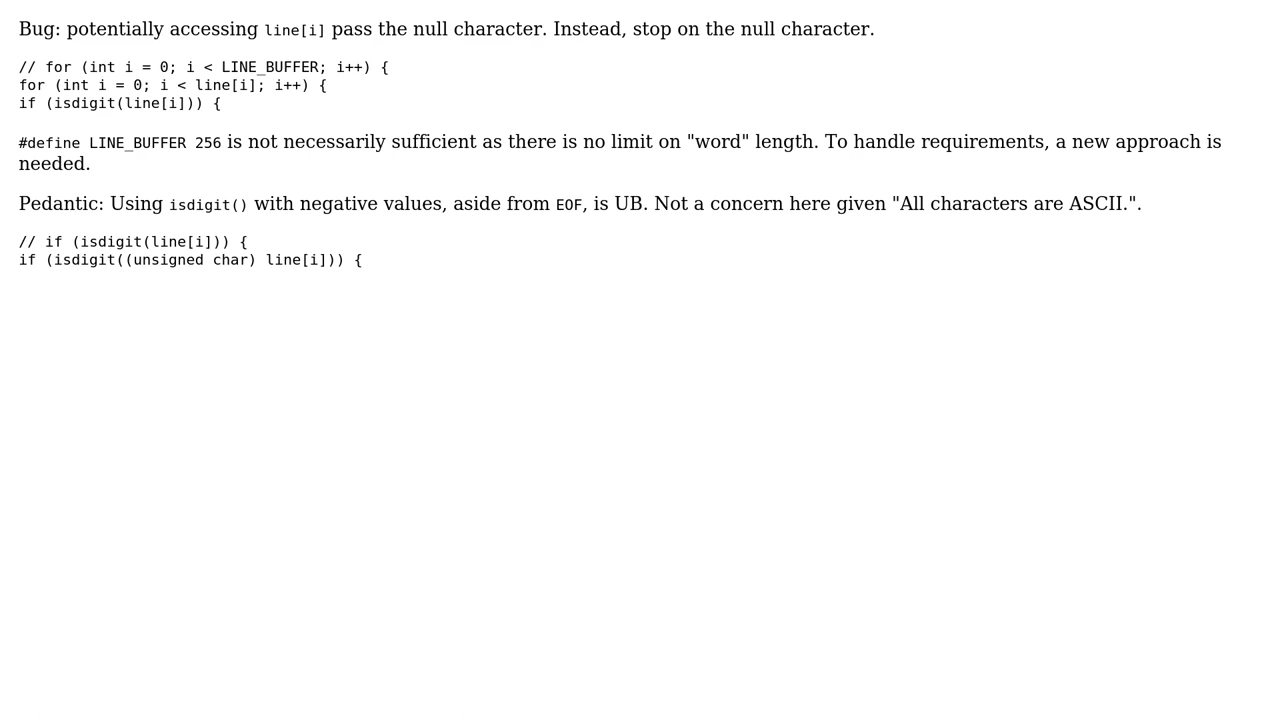 Bug: potentially accessing line[i] pass the null character. Instead, stop on the null character.
// for (int i = 0; i < LINE_BUFFER; i++) {
for (int i = 0; i < line[i]; i++) {
if (isdigit(line[i])) {
#define LINE_BUFFER 256 is not necessarily sufficient as there is no limit on "word" length. To handle requirements, a new approach is
needed.
Pedantic: Using isdigit() with negative values, aside from EOF, is UB. Not a concern here given "All characters are ASCII.".
// if (isdigit(line[i])) {
if (isdigit((unsigned char) line[i])) {